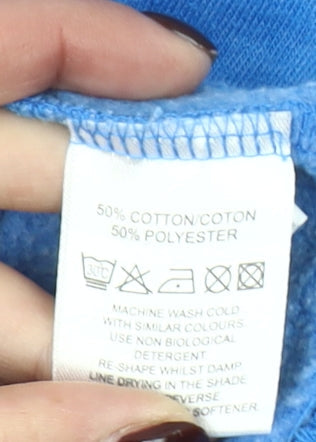 50% COTTON/COTON
50% POLYESTER
30°C
MACHINE WASH COLD
WITH SIMILAR COLOURS
USE NON BIOLOGICAL
DETERGENT
RE-SHAPE WHILST DAMP
LINE DRYING IN THE SHADE
REVERSE
SOFTENER.